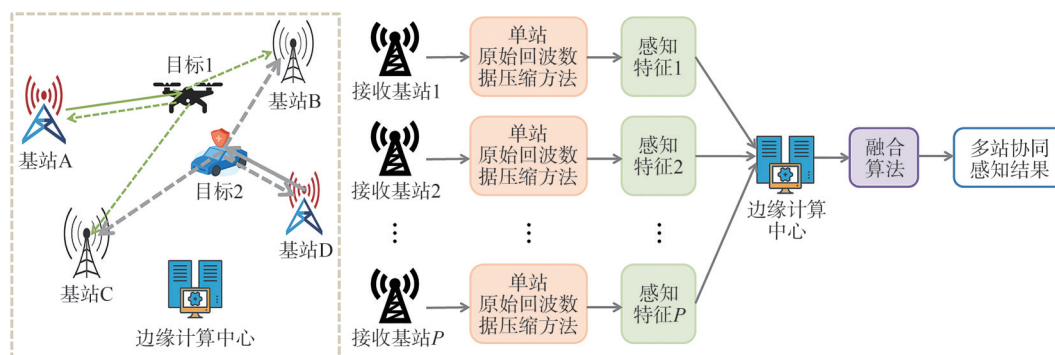 目标1
基站B
基站A
目标2
基站D
基站C
边缘计算中心
接收基站1
单站
原始回波数
据压缩方法
感知
特征1
接收基站2
单站
原始回波数
据压缩方法
感知
特征2
⋮
⋮
⋮
接收基站P
单站
原始回波数
据压缩方法
感知
特征P
边缘计算
中心
融合
算法
多站协同
感知结果